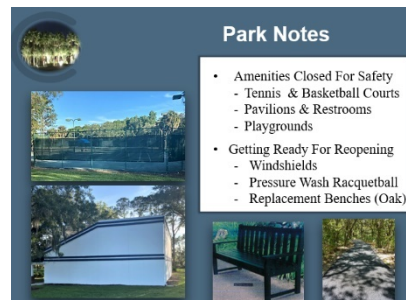 Park Notes
• Amenities Closed For Safety
- Tennis & Basketball Courts
- Pavilions & Restrooms
- Playgrounds
• Getting Ready For Reopening
- Windshields
- Pressure Wash Racquetball
- Replacement Benches (Oak)